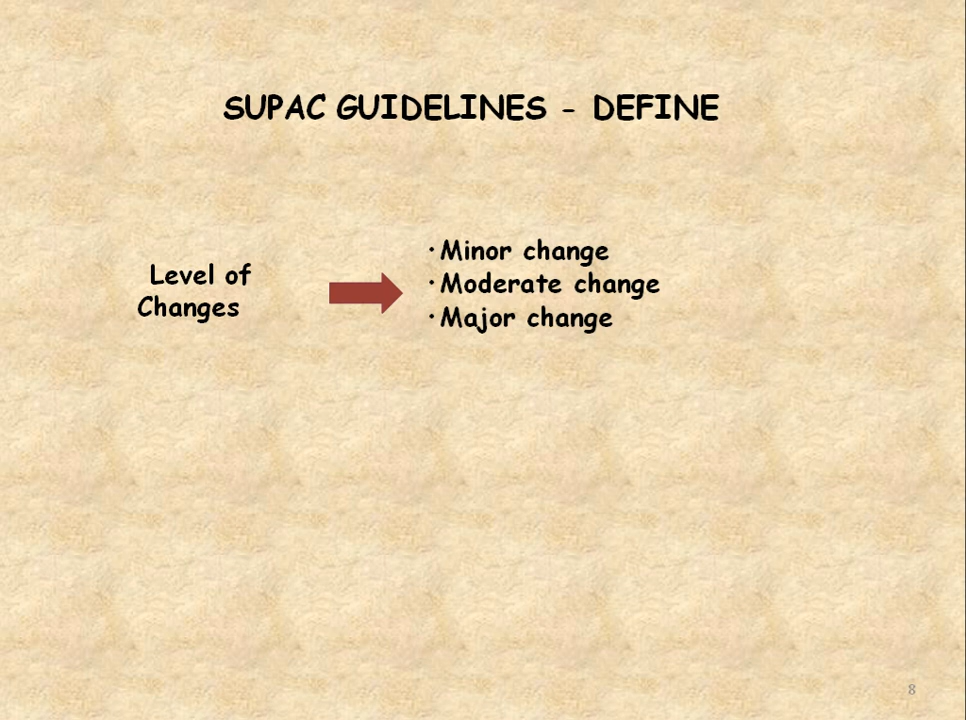 SUPAC GUIDELINES - DEFINE
Level of
Changes
• Minor change
• Moderate change
• Major change
8